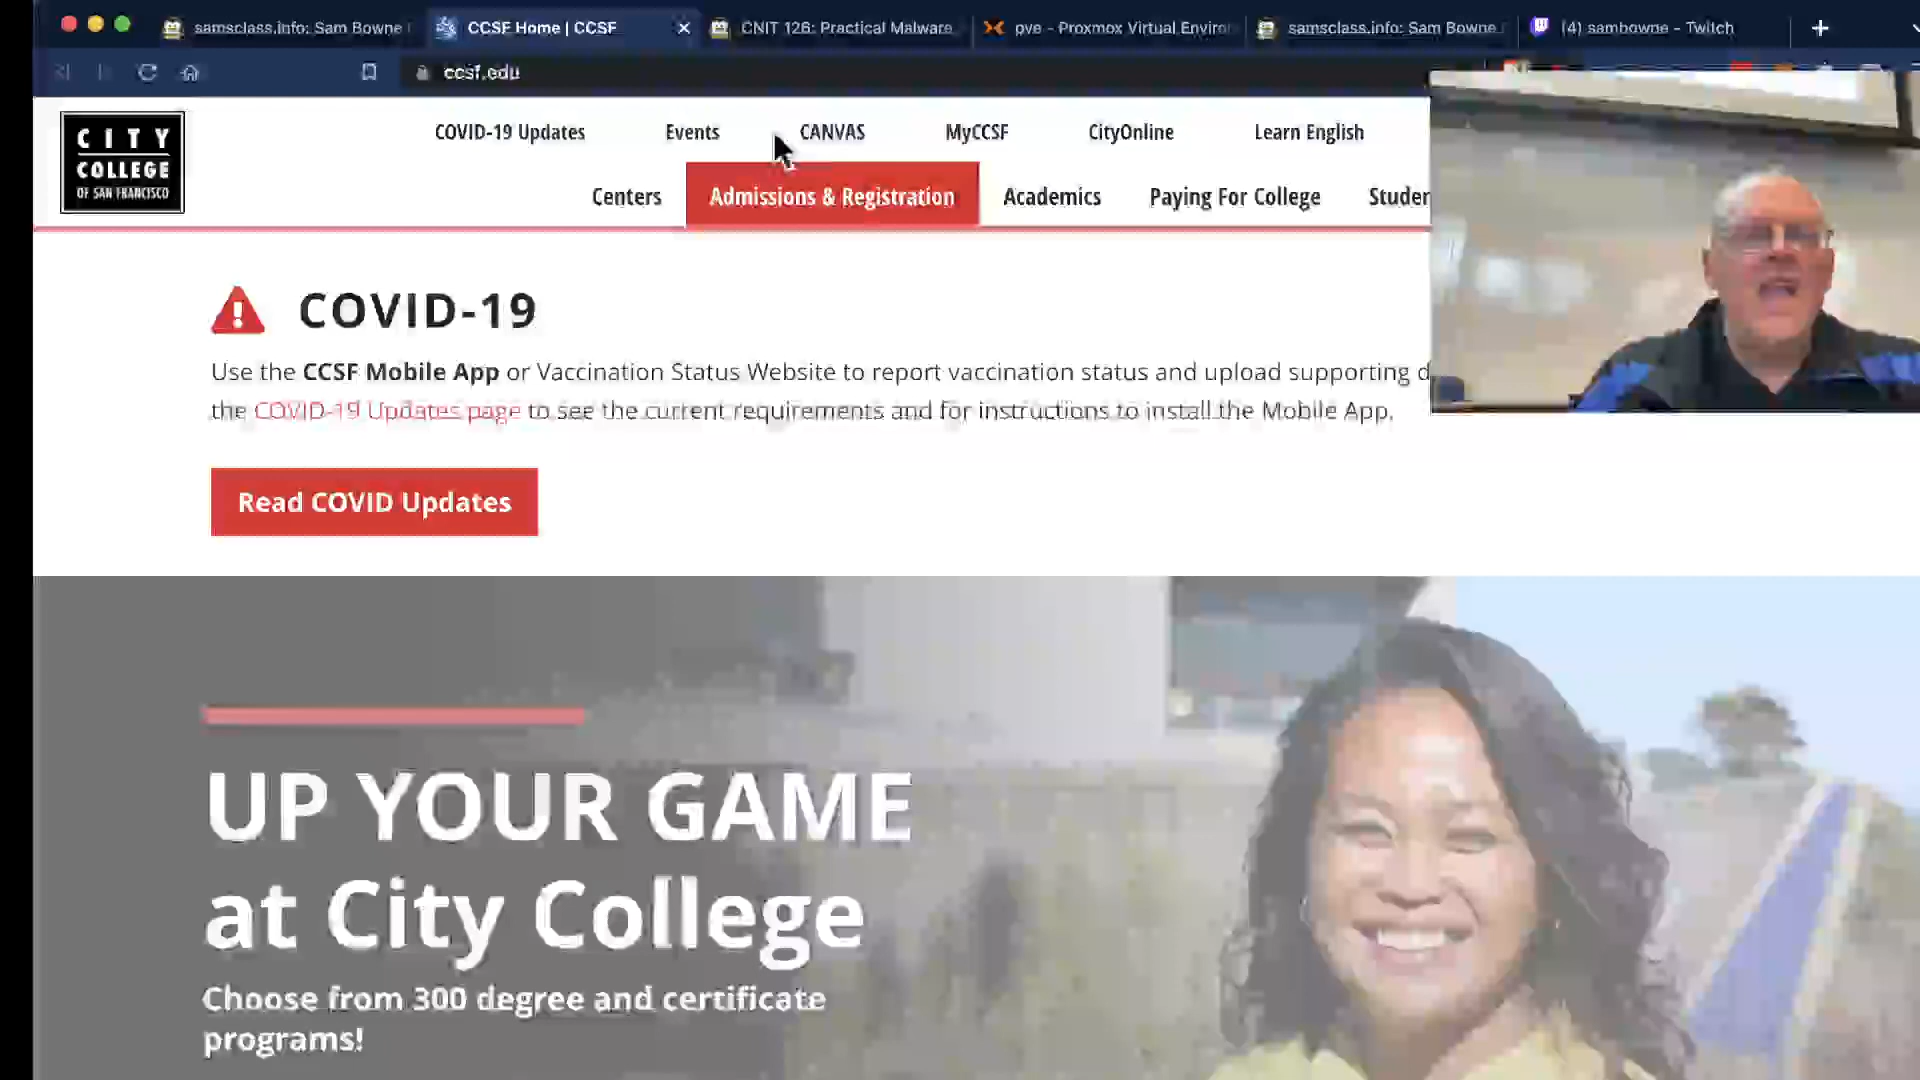 samsclass.info: Sam Bowne
CCSF Home | CCSF
CNIT 126: Practical Malware
pve - Proxmox Virtual Enviro
samsclass.info: Sam Bowne
(4) sambowne - Twitch
ccsf.edu
CITY
COLLEGE
OF SAN FRANCISCO
COVID-19 Updates
Events
CANVAS
MyCCSF
CityOnline
Learn English
Centers
Admissions & Registration
Academics
Paying For College
Studen
COVID-19
Use the CCSF Mobile App or Vaccination Status Website to report vaccination status and upload supporting d
the COVID-19 Updates page to see the current requirements and for instructions to install the Mobile App.
Read COVID Updates
UP YOUR GAME
at City College
Choose from 300 degree and certificate
programs!